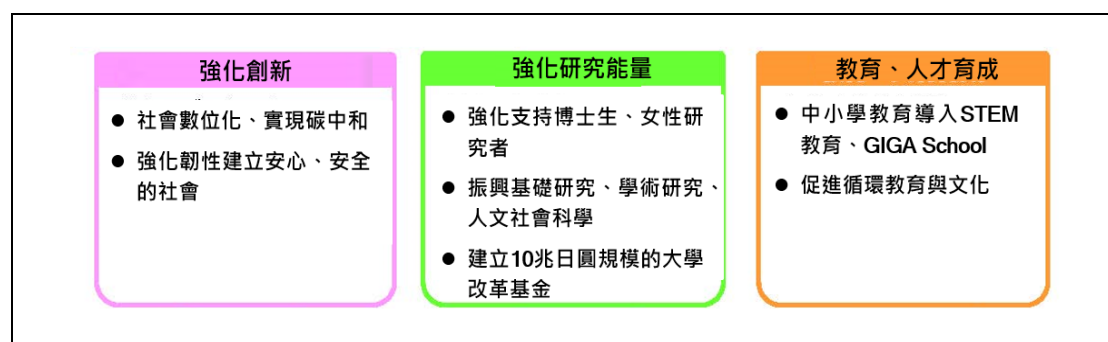 強化創新
● 社會數位化、實現碳中和
● 強化韌性建立安心、安全
的社會
強化研究能量
● 強化支持博士生、女性研
究者
● 振興基礎研究、學術研究、
人文社會科學
● 建立10兆日圓規模的大學
改革基金
教育、人才育成
● 中小學教育導入STEM
教育、GIGA School
● 促進循環教育與文化